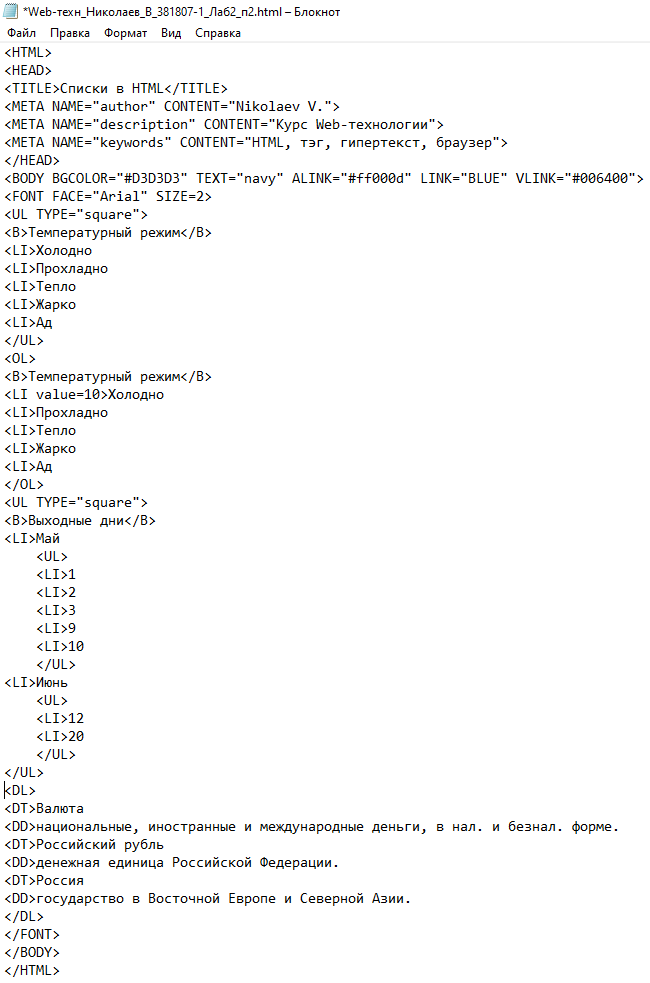 *Web-техн_Николаев_В_381807-1_Лаб2_п2.html – Блокнот
Файл Правка Формат Вид Справка
<HTML>
<HEAD>
<TITLE>Списки в HTML</TITLE>
<META NAME="author" CONTENT="Nikolaev V.">
<META NAME="description" CONTENT="Курс Web-технологии">
<META NAME="keywords" CONTENT="HTML, тэг, гипертекст, браузер">
</HEAD>
<BODY BGCOLOR="#D3D3D3" TEXT="navy" ALINK="#ff000d" LINK="BLUE" VLINK="#006400">
<FONT FACE="Arial" SIZE=2>
<UL TYPE="square">
<B>Температурный режим</B>
<LI>Холодно
<LI>Прохладно
<LI>Тепло
<LI>Жарко
<LI>Ад
</UL>
<OL>
<B>Температурный режим</B>
<LI value=10>Холодно
<LI>Прохладно
<LI>Тепло
<LI>Жарко
<LI>Ад
</OL>
<UL TYPE="square">
<B>Выходные дни</B>
<LI>Май
    <UL>
    <LI>1
    <LI>2
    <LI>3
    <LI>9
    <LI>10
    </UL>
<LI>Июнь
    <UL>
    <LI>12
    <LI>20
    </UL>
</UL>
<DL>
<DT>Валюта
<DD>национальные, иностранные и международные деньги, в нал. и безнал. форме.
<DT>Российский рубль
<DD>денежная единица Российской Федерации.
<DT>Россия
<DD>государство в Восточной Европе и Северной Азии.
</DL>
</FONT>
</BODY>
</HTML>